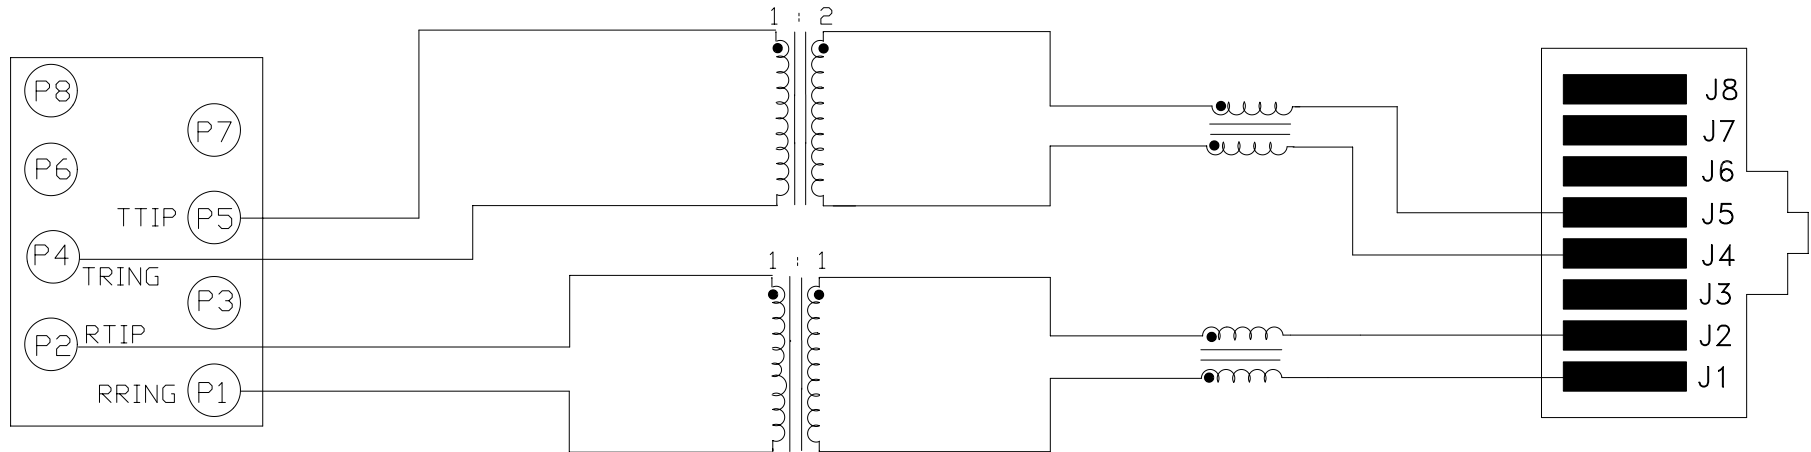 1 : 2
P8
P7
P6
TTIP P5
P4
TRING
P3
RTIP
P2
RRING P1
1 : 1
J8
J7
J6
J5
J4
J3
J2
J1